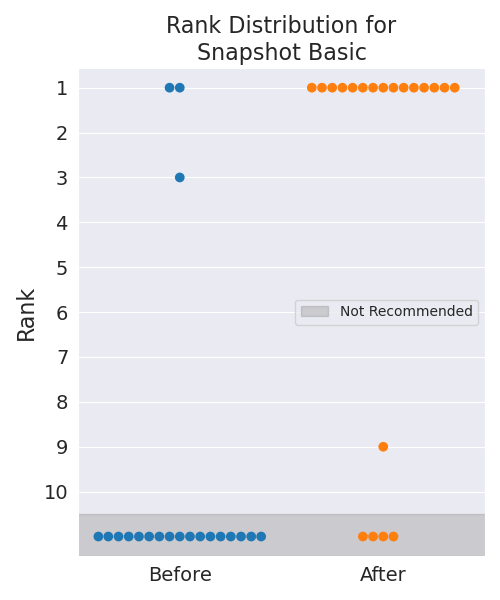 Rank Distribution for
Snapshot Basic
Rank
1
2
3
4
5
6
7
8
9
10
Not Recommended
Before
After